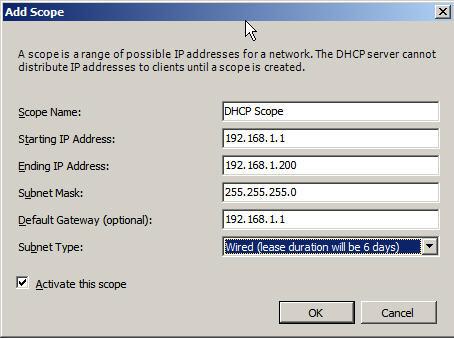 Add Scope
A scope is a range of possible IP addresses for a network. The DHCP server cannot
distribute IP addresses to clients until a scope is created.
Scope Name: DHCP Scope
Starting IP Address: 192.168.1.1
Ending IP Address: 192.168.1.200
Subnet Mask: 255.255.255.0
Default Gateway (optional): 192.168.1.1
Subnet Type: Wired (lease duration will be 6 days)
Activate this scope
OK Cancel